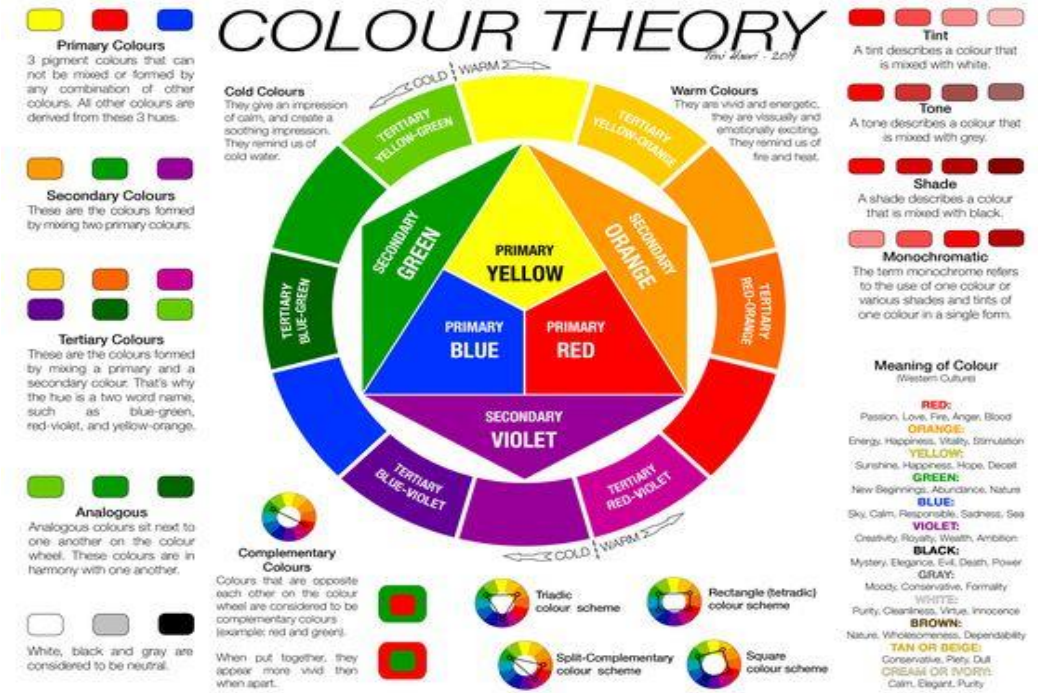 COLOUR THEORY
Primary Colours
3 pigment colours that can
not be mixed or formed by
any combination of other
colours. All other colours are
derived from these 3 hues.
Secondary Colours
These are the colours formed
by mixing two primary colours.
Tertiary Colours
These are the colours formed
by mixing a primary and a
secondary colour. That's why
the hue is a two word name,
such as blue-green,
red-violet, and yellow-orange.
Analogous
Analogous colours sit next to
one another on the colour
wheel. These colours are in
harmony with one another.
White, black and gray are
considered to be neutral.
Cold Colours
They give an impression
of calm, and create a
soothing impression.
They remind us of
cold water.
COLD WARM
Warm Colours
They are vivid and energetic,
they are vissually and
emotionally exciting.
They remind us of
fire and heat.
TERTIARY
YELLOW-GREEN
TERTIARY
YELLOW-ORANGE
SECONDARY
GREEN
SECONDARY
ORANGE
PRIMARY
YELLOW
TERTIARY
BLUE-GREEN
TERTIARY
RED-ORANGE
PRIMARY
BLUE
PRIMARY
RED
SECONDARY
VIOLET
TERTIARY
BLUE-VIOLET
TERTIARY
RED-VIOLET
COLD WARM
Complementary
Colours
Colours that are opposite
each other on the colour
wheel are considered to be
complementary colours
(example: red and green).
When put together, they
appear more vivid then
when apart.
Triadic
colour scheme
Rectangle (tetradic)
colour scheme
Split-Complementary
colour scheme
Square
colour scheme
Tint
A tint describes a colour that
is mixed with white.
Tone
A tone describes a colour that
is mixed with grey.
Shade
A shade describes a colour
that is mixed with black.
Monochromatic
The term monochrome refers
to the use of one colour or
various shades and tints of
one colour in a single form.
Meaning of Colour
(Western Culture)
RED:
Passion, Love, Fire, Anger, Blood
ORANGE:
Energy, Happiness, Vitality, Stimulation
YELLOW:
Sunshine, Happiness, Hope, Deceit
GREEN:
New Beginnings, Abundance, Nature
BLUE:
Sky, Calm, Responsible, Sadness, Sea
VIOLET:
Creativity, Royalty, Wealth, Ambition
BLACK:
Mystery, Elegance, Evil, Death, Power
GRAY:
Moody, Conservative, Formality
WHITE:
Purity, Cleanliness, Virtue, Innocence
BROWN:
Nature, Wholesomeness, Dependability
TAN OR BEIGE:
Conservative, Piety, Dull
CREAM OR IVORY:
Calm, Elegant, Purity